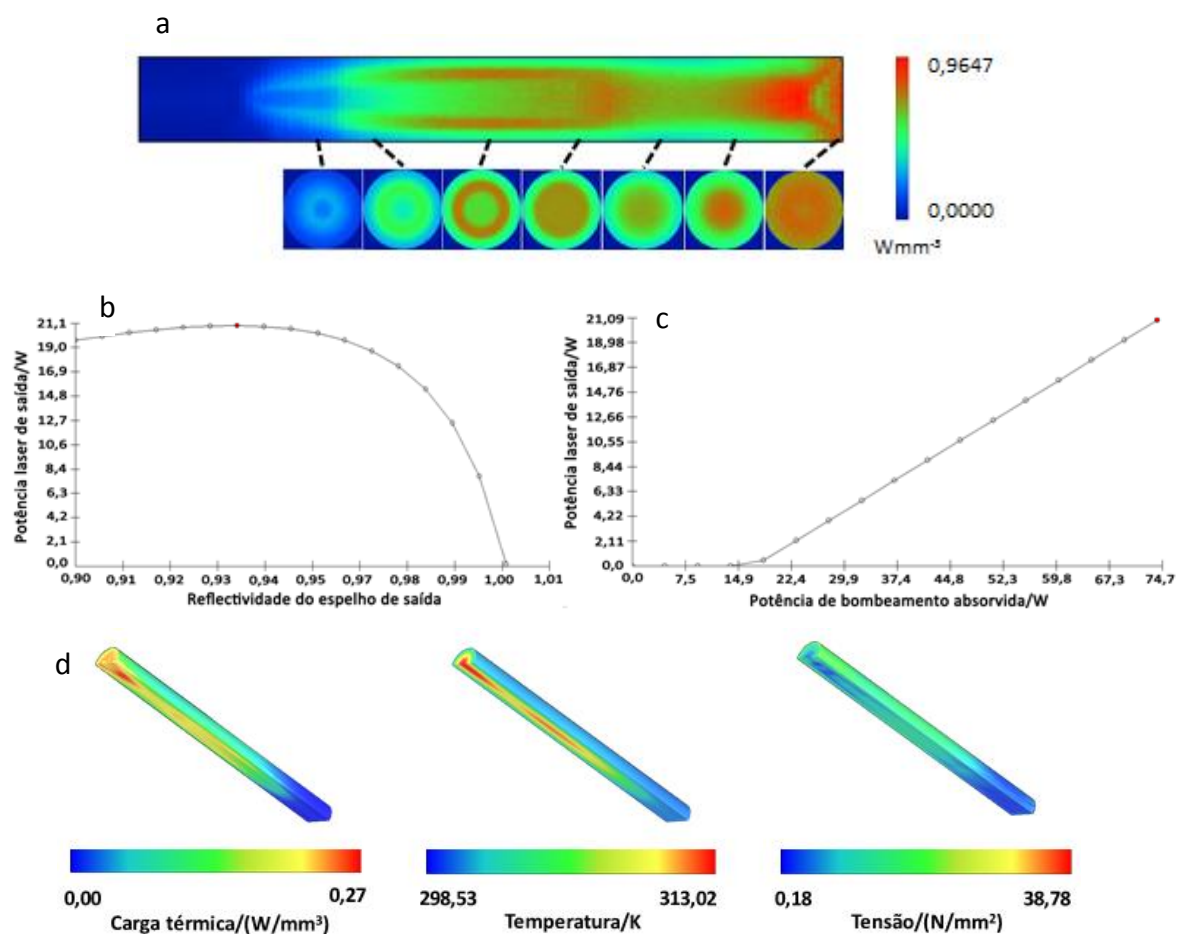 a
0,9647
0,0000
Wmm⁻³
b
21,1
19,0
16,9
14,8
12,7
10,6
8,4
6,3
4,2
2,1
0,0
Potência laser de saída/W
0,90 0,91 0,92 0,93 0,94 0,95 0,96 0,97 0,98 0,99 1,00 1,01
Reflectividade do espelho de saída
c
21,09
18,98
16,87
14,76
12,66
10,55
8,44
6,33
4,22
2,11
0,0
Potência laser de saída/W
0,0 7,5 14,9 22,4 29,9 37,4 44,8 52,3 59,8 67,3 74,7
Potência de bombeamento absorvida/W
d
0,00 0,27
Carga térmica/(W/mm³)
298,53 313,02
Temperatura/K
0,18 38,78
Tensão/(N/mm²)